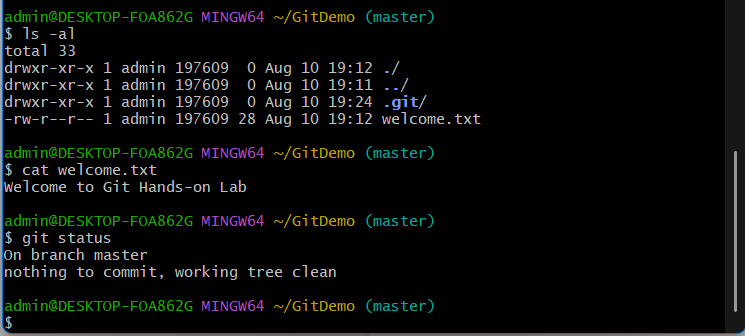 admin@DESKTOP-FOA862G MINGW64 ~/GitDemo (master)
$ ls -al
total 33
drwxr-xr-x 1 admin 197609  0 Aug 10 19:12 ./
drwxr-xr-x 1 admin 197609  0 Aug 10 19:11 ../
drwxr-xr-x 1 admin 197609  0 Aug 10 19:24 .git/
-rw-r--r-- 1 admin 197609 28 Aug 10 19:12 welcome.txt
admin@DESKTOP-FOA862G MINGW64 ~/GitDemo (master)
$ cat welcome.txt
Welcome to Git Hands-on Lab
admin@DESKTOP-FOA862G MINGW64 ~/GitDemo (master)
$ git status
On branch master
nothing to commit, working tree clean
admin@DESKTOP-FOA862G MINGW64 ~/GitDemo (master)
$